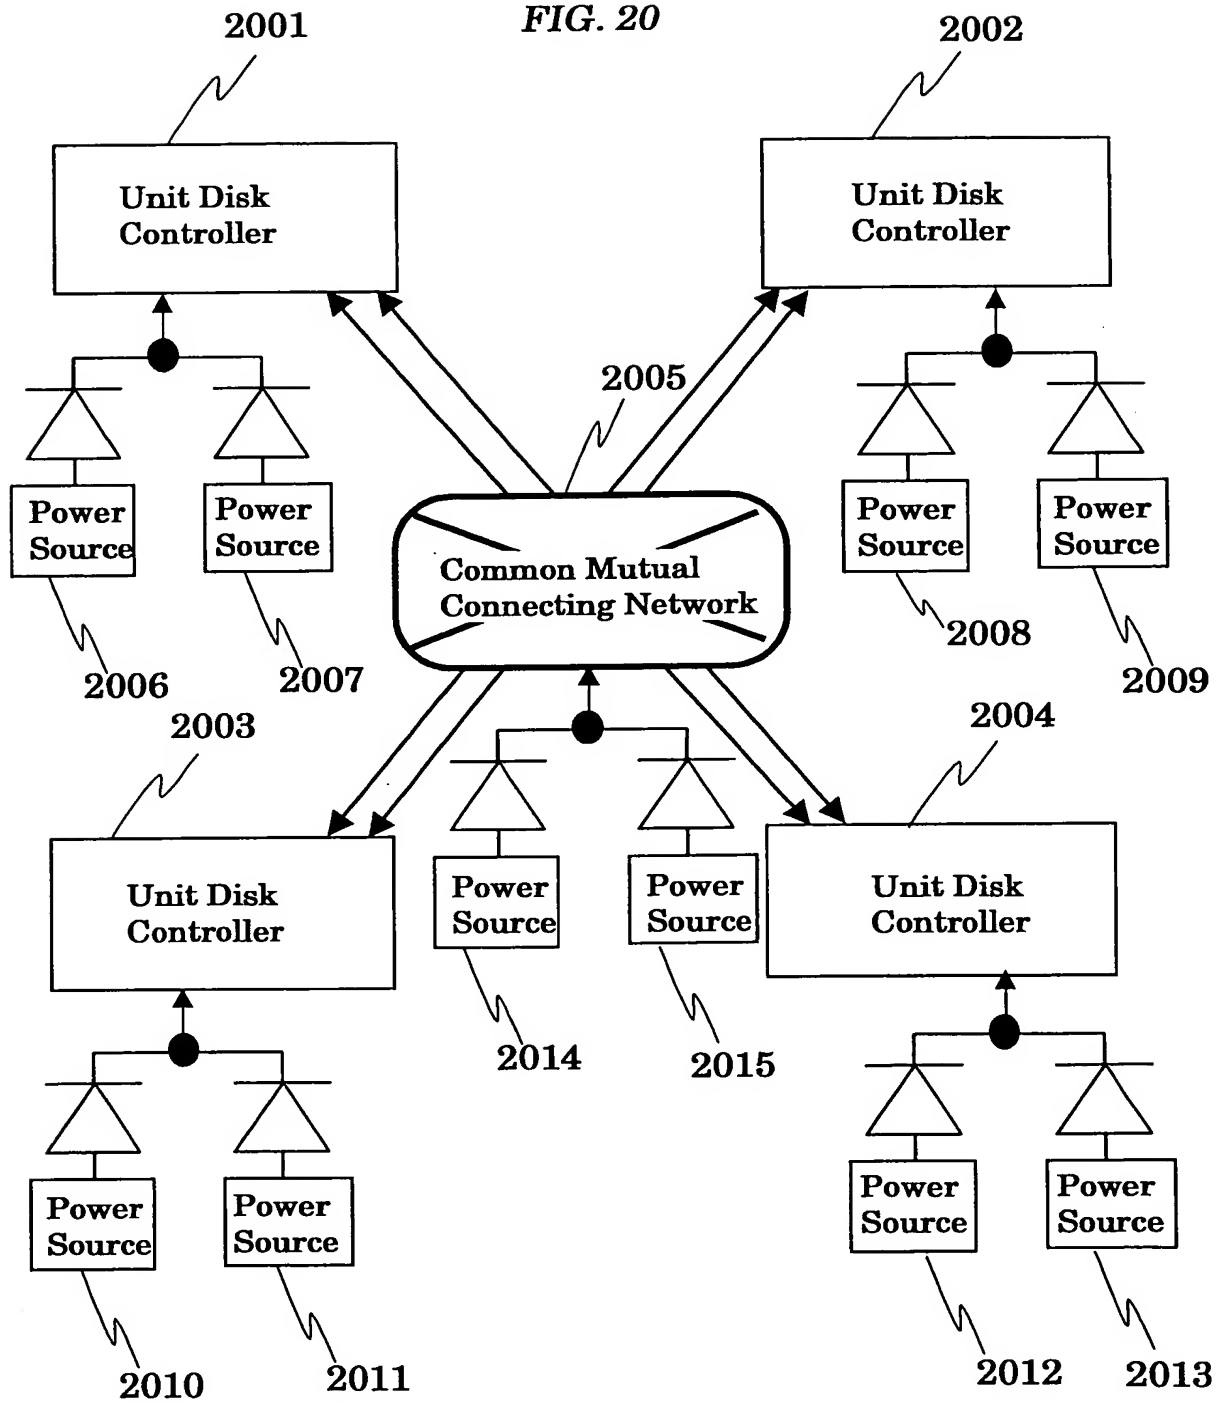 FIG. 20
2001
2002
Unit Disk
Controller
Unit Disk
Controller
2005
Power
Source
Power
Source
Power
Source
Power
Source
Common Mutual
Connecting Network
2006
2007
2008
2009
2003
2004
Unit Disk
Controller
Power
Source
Power
Source
Unit Disk
Controller
2014
2015
Power
Source
Power
Source
Power
Source
Power
Source
2010
2011
2012
2013